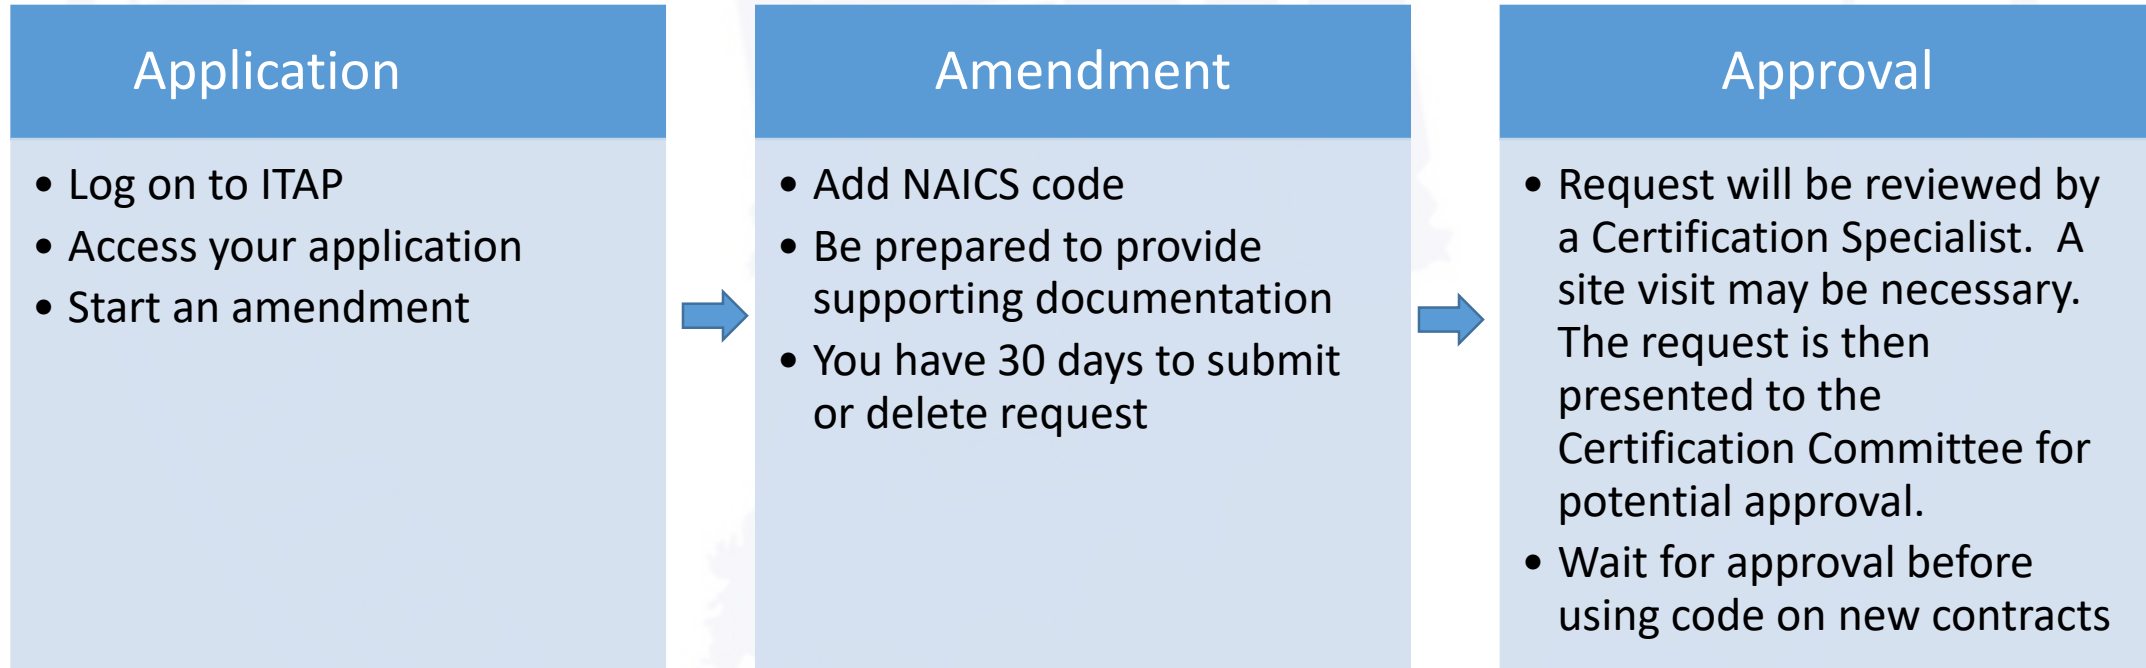 Application
• Log on to ITAP
• Access your application
• Start an amendment
Amendment
• Add NAICS code
• Be prepared to provide
supporting documentation
• You have 30 days to submit
or delete request
Approval
• Request will be reviewed by
a Certification Specialist.  A
site visit may be necessary.
The request is then
presented to the
Certification Committee for
potential approval.
• Wait for approval before
using code on new contracts